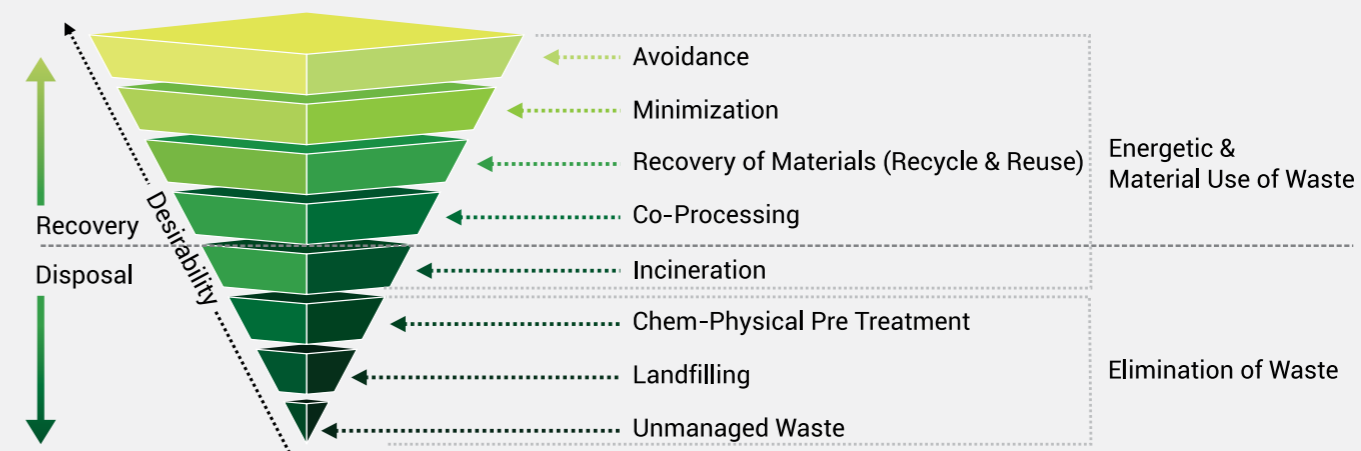 Avoidance
Minimization
Recovery of Materials (Recycle & Reuse)
Energetic &
Material Use of Waste
Co-Processing
Recovery
Desirability
Disposal
Incineration
Chem-Physical Pre Treatment
Landfilling
Elimination of Waste
Unmanaged Waste